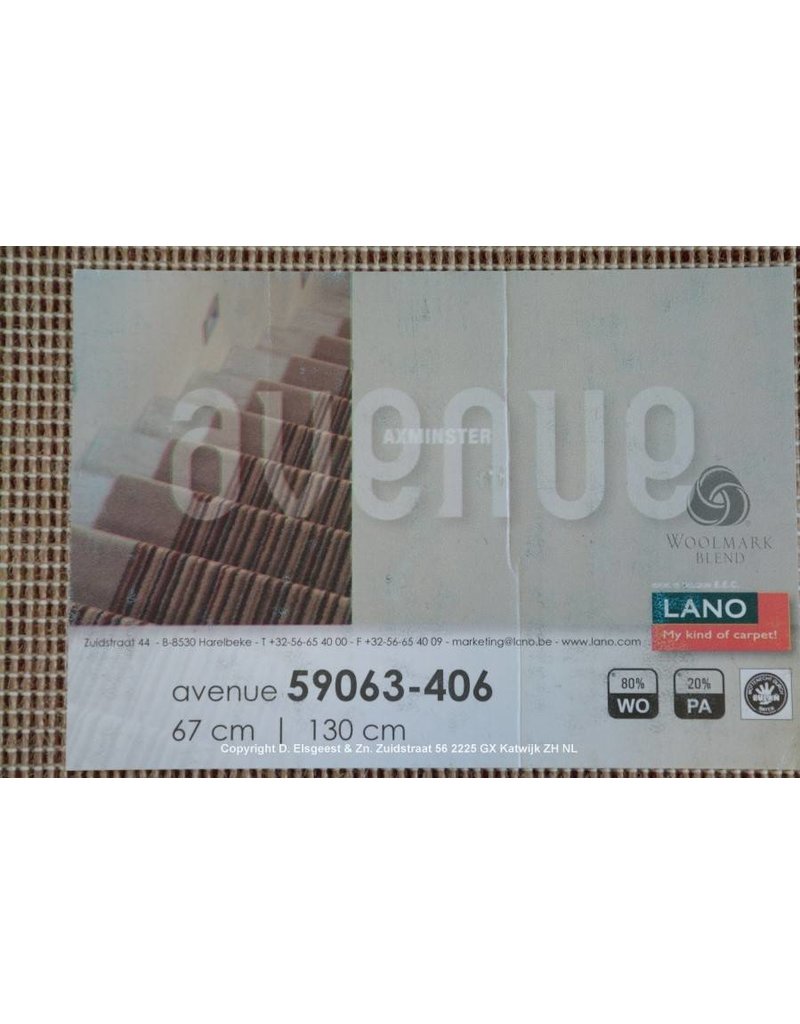 avenue
AXMINSTER
WOOLMARK
BLEND
LANO
My kind of carpet!
Zuidstraat 44 - B-8530 Harelbeke - T +32-56-65 40 00 - F +32-56-65 40 09 - marketing@lano.be - www.lano.com
avenue 59063-406
67 cm | 130 cm
80%
WO
20%
PA
Copyright D. Elsgeest & Zn. Zuidstraat 56 2225 GX Katwijk ZH NL